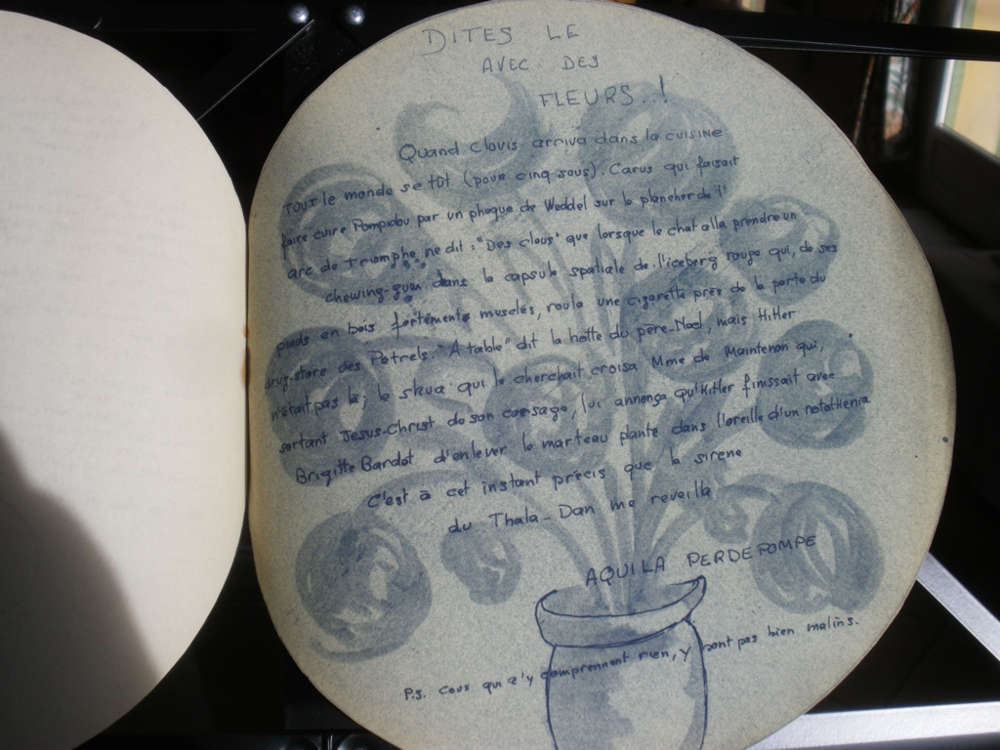 DITES LE
AVEC DES
FLEURS..!
Quand Clovis arriva dans la cuisine
Tout le monde se tût (pour cinq sous). Carus qui faisait
faire cuire Pompidou par un phoque de Weddel sur le plancher de l'
arc de Triomphe ne dit : "Des clous" que lorsque le chat alla prendre un
chewing-gum dans la capsule spatiale de l'iceberg rouge qui, de ses
pieds en bois fortements musclés, roula une cigarette près de la porte du
drug-store des Pétrels. "A table" dit la hotte du père-Noel, mais Hitler
n'était pas là; le skua qui le cherchait croisa Mme de Maintenon qui,
sortant Jesus-Christ de son corsage, lui annonça qu'Hitler finissait avec
Brigitte Bardot d'enlever le marteau planté dans l'oreille d'un notothenia
C'est à cet instant précis que la sirene
du Thala-Dan me reveilla
AQUILA PERDEPOMPE
P.S. Ceux qui n'y comprennent rien, y sont pas bien malins.